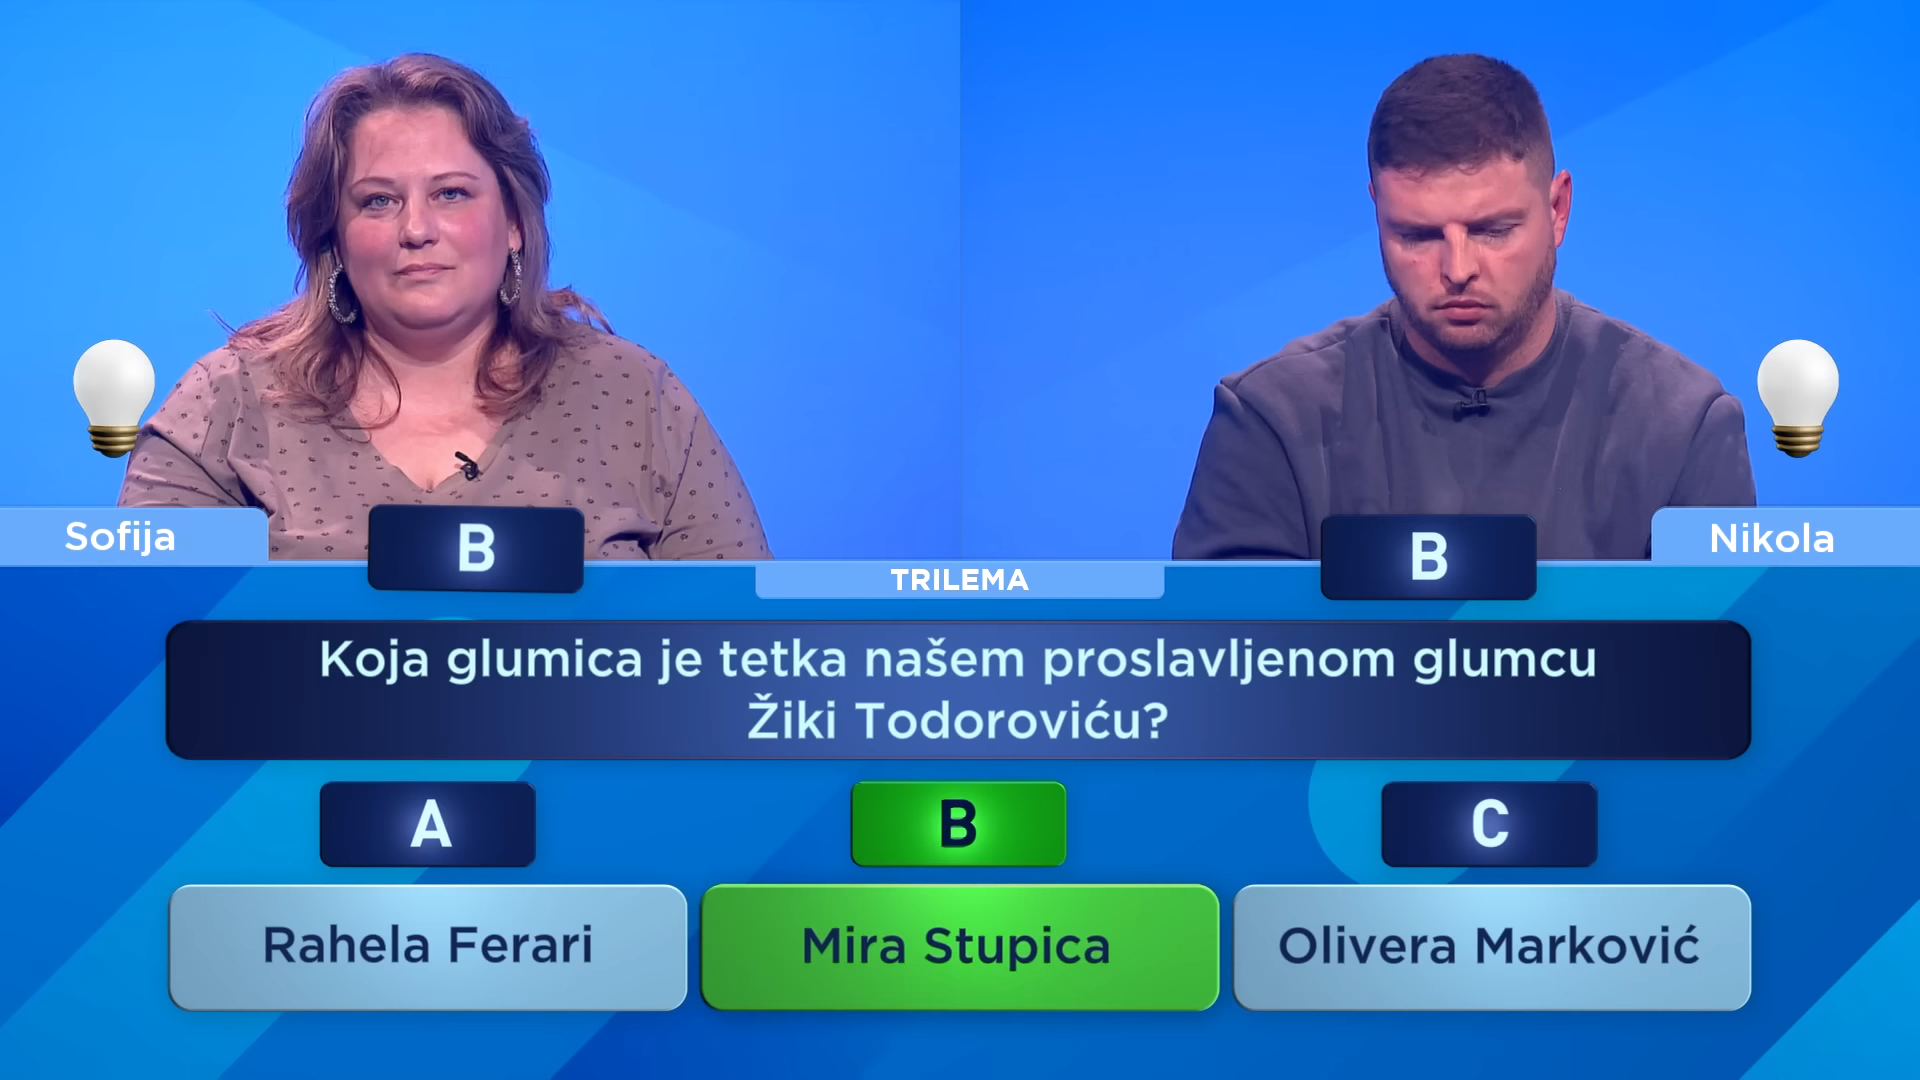 Sofija
B
TRILEMA
B
Nikola
Koja glumica je tetka našem proslavljenom glumcu
Žiki Todoroviću?
A
B
C
Rahela Ferari
Mira Stupica
Olivera Marković